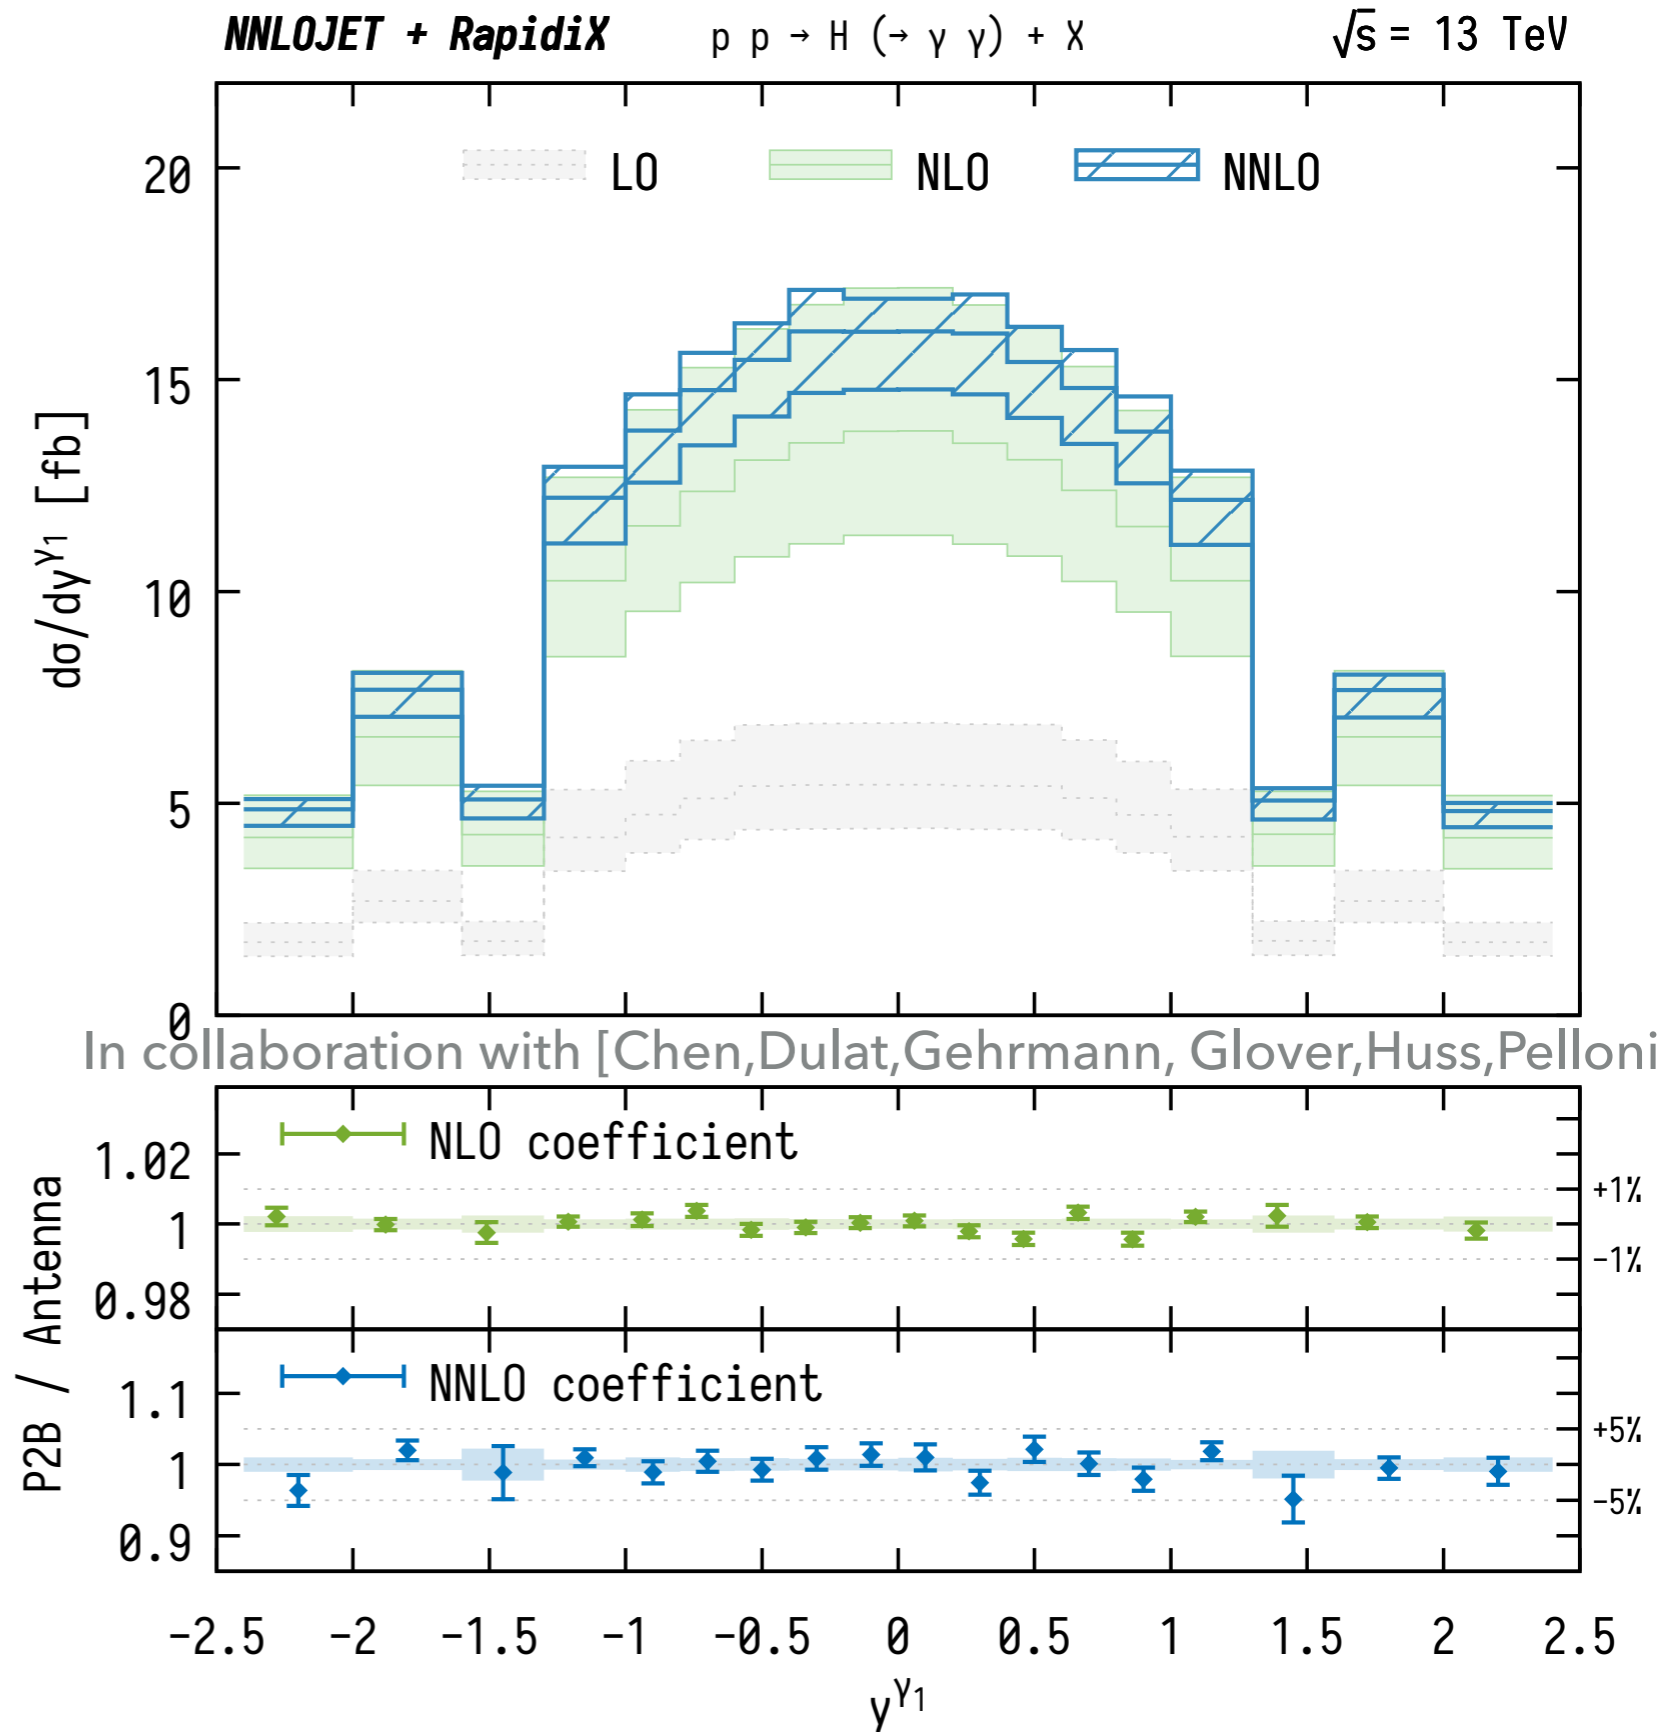 NNLOJET + RapidiX p p → H (→ γ γ) + X √s = 13 TeV
LO NLO NNLO
20
15
10
5
0
dσ/dy^γ1 [fb]
In collaboration with [Chen,Dulat,Gehrmann, Glover,Huss,Pelloni
NLO coefficient
1.02
1
0.98
+1%
-1%
P2B / Antenna
NNLO coefficient
1.1
1
0.9
+5%
-5%
-2.5 -2 -1.5 -1 -0.5 0 0.5 1 1.5 2 2.5
y^γ1